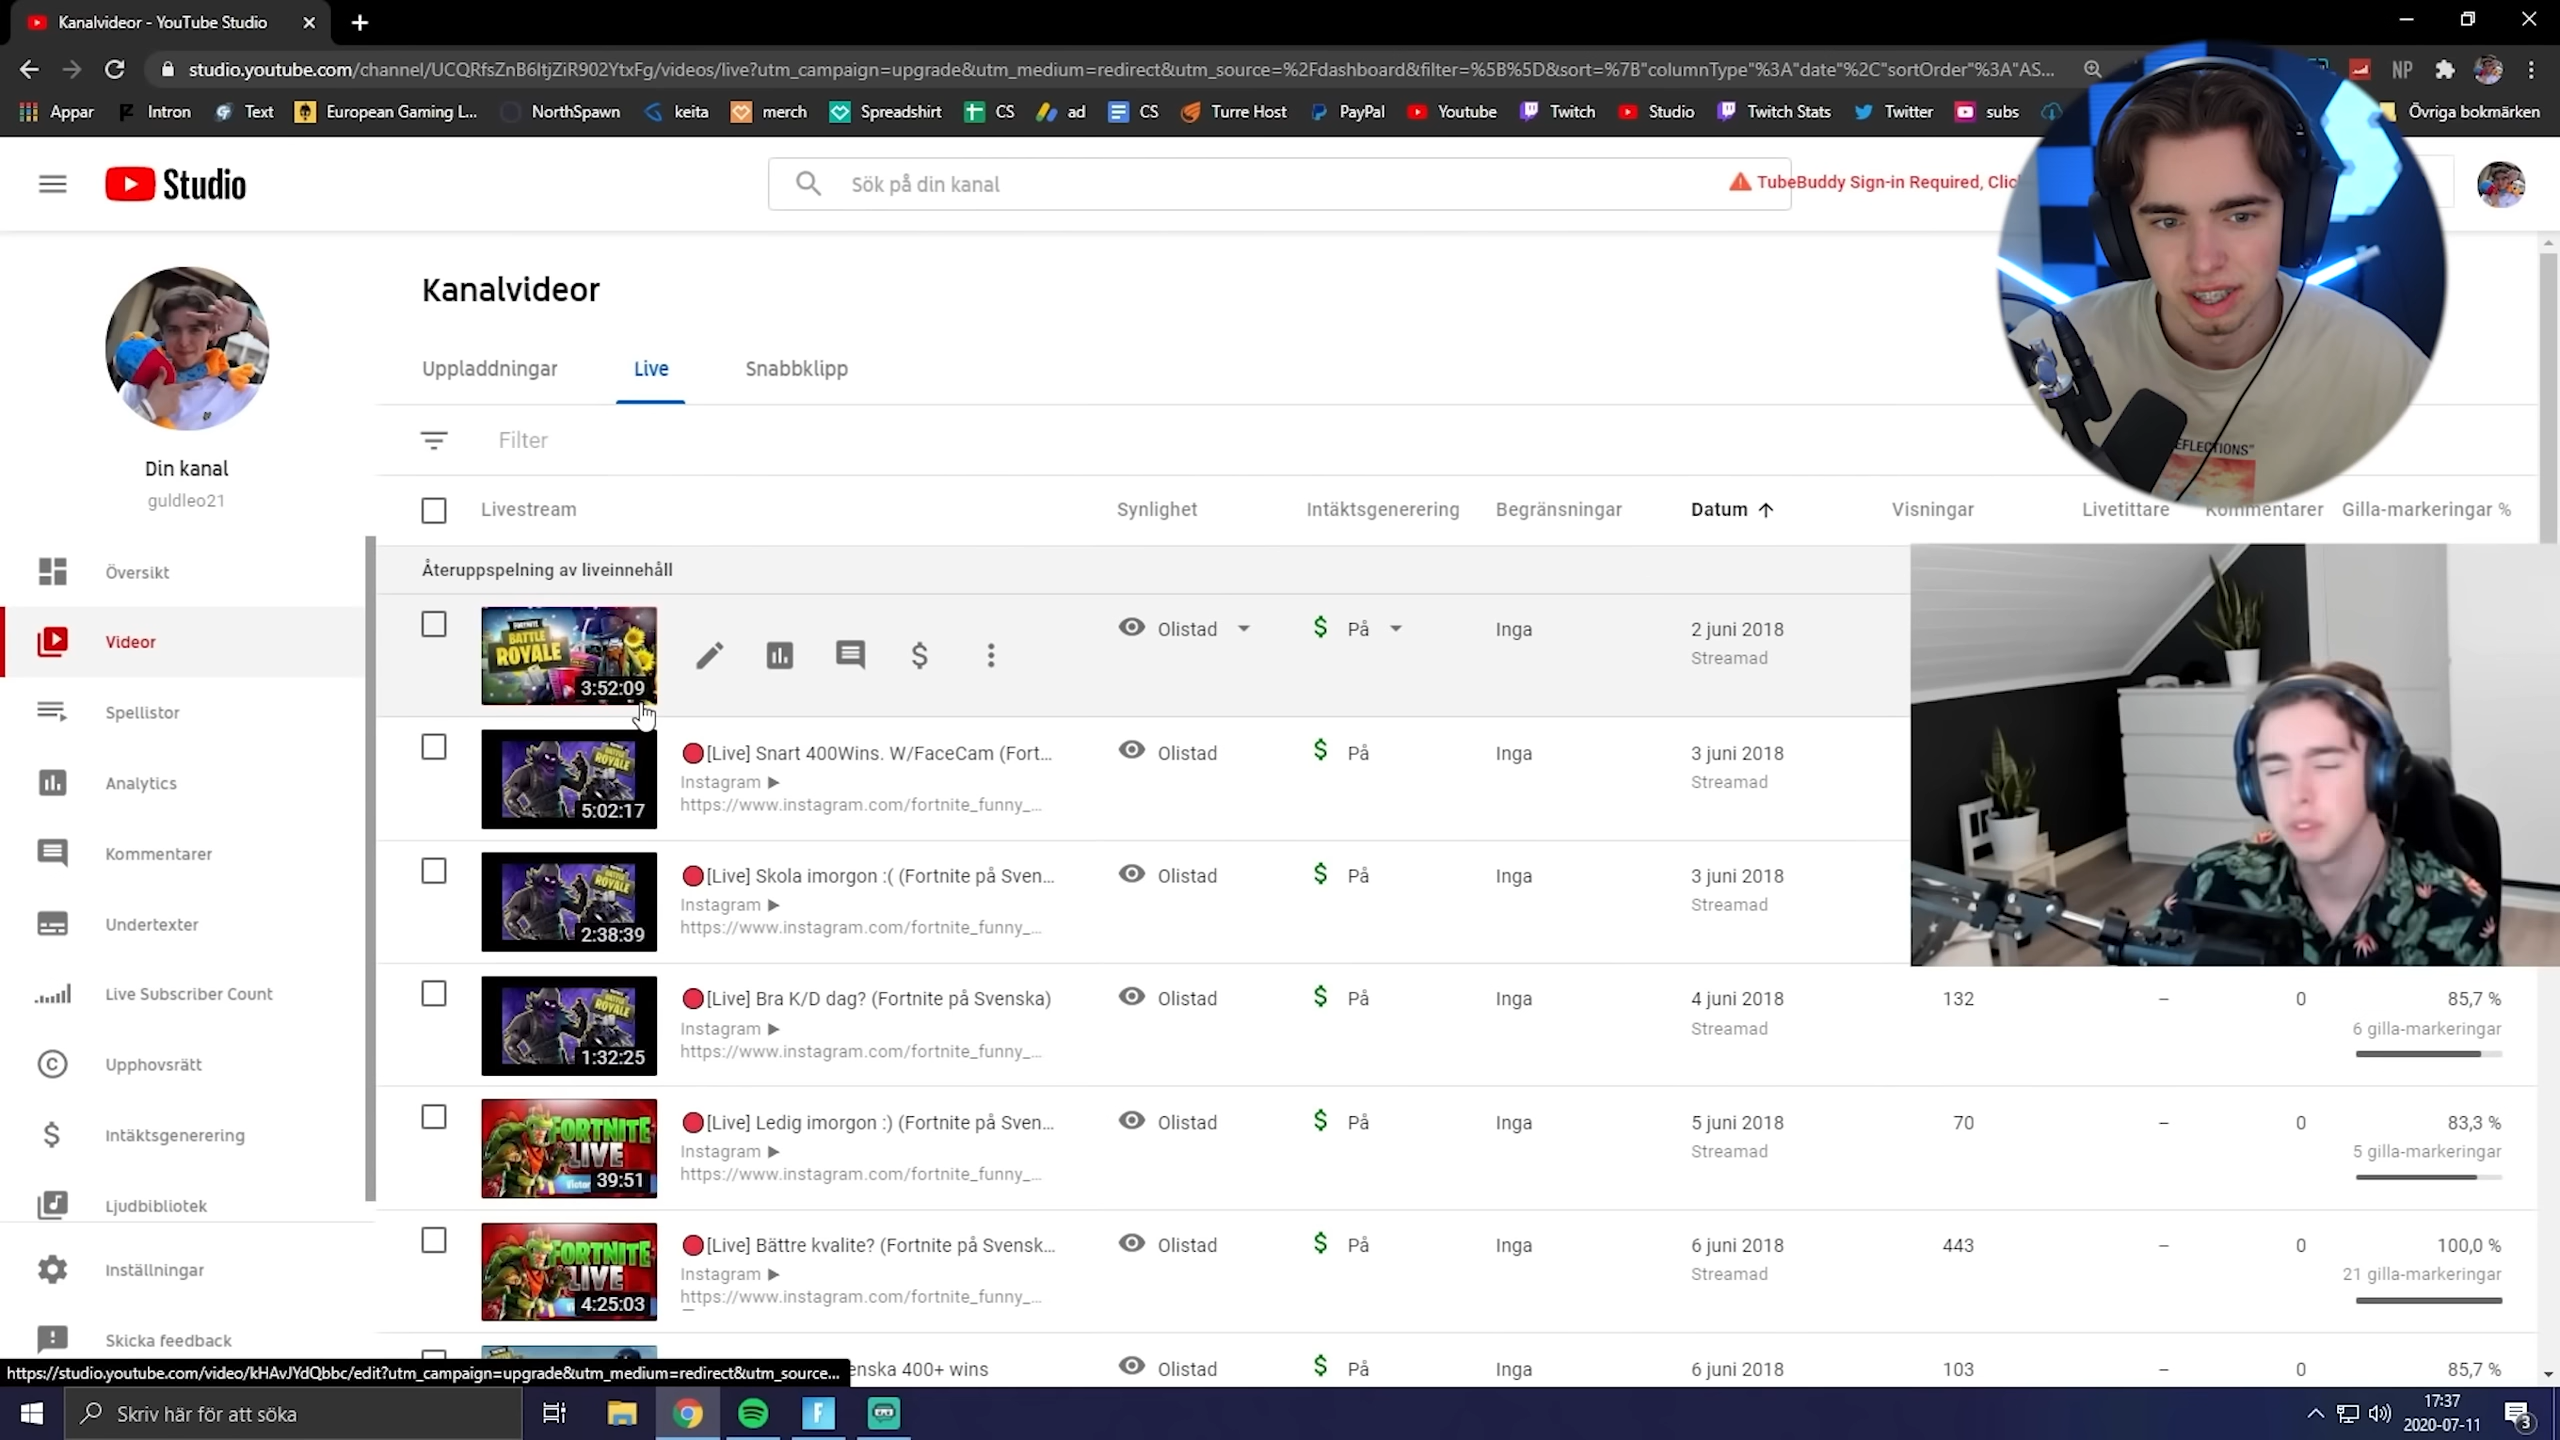 Kanalvideor - YouTube Studio
studio.youtube.com/channel/UCQRfsZnB6ltjZiR902YtxFg/videos/live?utm_campaign=upgrade&utm_medium=redirect&utm_source=%2Fdashboard&filter=%5B%5D&sort=%7B"columnType"%3A"date"%2C"sortOrder"%3A"AS...
NP
Appar Intron Text European Gaming L... NorthSpawn keita merch Spreadshirt CS ad CS Turre Host PayPal Youtube Twitch Studio Twitch Stats Twitter subs Övriga bokmärken
Studio
Sök på din kanal
TubeBuddy Sign-in Required, Clic
Kanalvideor
Uppladdningar Live Snabbklipp
Filter
Din kanal
guldleo21
Översikt
Videor
Spellistor
Analytics
Kommentarer
Undertexter
Live Subscriber Count
Upphovsrätt
Intäktsgenerering
Ljudbibliotek
Inställningar
Skicka feedback
Livestream Synlighet Intäktsgenerering Begränsningar Datum Visningar Livetittare Kommentarer Gilla-markeringar %
Återuppspelning av liveinnehåll
FORTNITE
BATTLE
ROYALE
3:52:09
Olistad På Inga 2 juni 2018
Streamad
BATTLE
ROYALE
5:02:17
[Live] Snart 400Wins. W/FaceCam (Fort... Olistad På Inga 3 juni 2018
Instagram ▶ Streamad
https://www.instagram.com/fortnite_funny_...
BATTLE
ROYALE
2:38:39
[Live] Skola imorgon :( (Fortnite på Sven... Olistad På Inga 3 juni 2018
Instagram ▶ Streamad
https://www.instagram.com/fortnite_funny_...
BATTLE
ROYALE
1:32:25
[Live] Bra K/D dag? (Fortnite på Svenska) Olistad På Inga 4 juni 2018 132 – 0 85,7 %
Instagram ▶ Streamad 6 gilla-markeringar
https://www.instagram.com/fortnite_funny_...
FORTNITE
LIVE
39:51
[Live] Ledig imorgon :) (Fortnite på Sven... Olistad På Inga 5 juni 2018 70 – 0 83,3 %
Instagram ▶ Streamad 5 gilla-markeringar
https://www.instagram.com/fortnite_funny_...
FORTNITE
LIVE
4:25:03
[Live] Bättre kvalite? (Fortnite på Svensk... Olistad På Inga 6 juni 2018 443 – 0 100,0 %
Instagram ▶ Streamad 21 gilla-markeringar
https://www.instagram.com/fortnite_funny_...
enska 400+ wins Olistad På Inga 6 juni 2018 103 – 0 85,7 %
EFLECTIONS"
https://studio.youtube.com/video/kHAvJYdQbbc/edit?utm_campaign=upgrade&utm_medium=redirect&utm_source...
Skriv här för att söka
F
17:37
2020-07-11
3